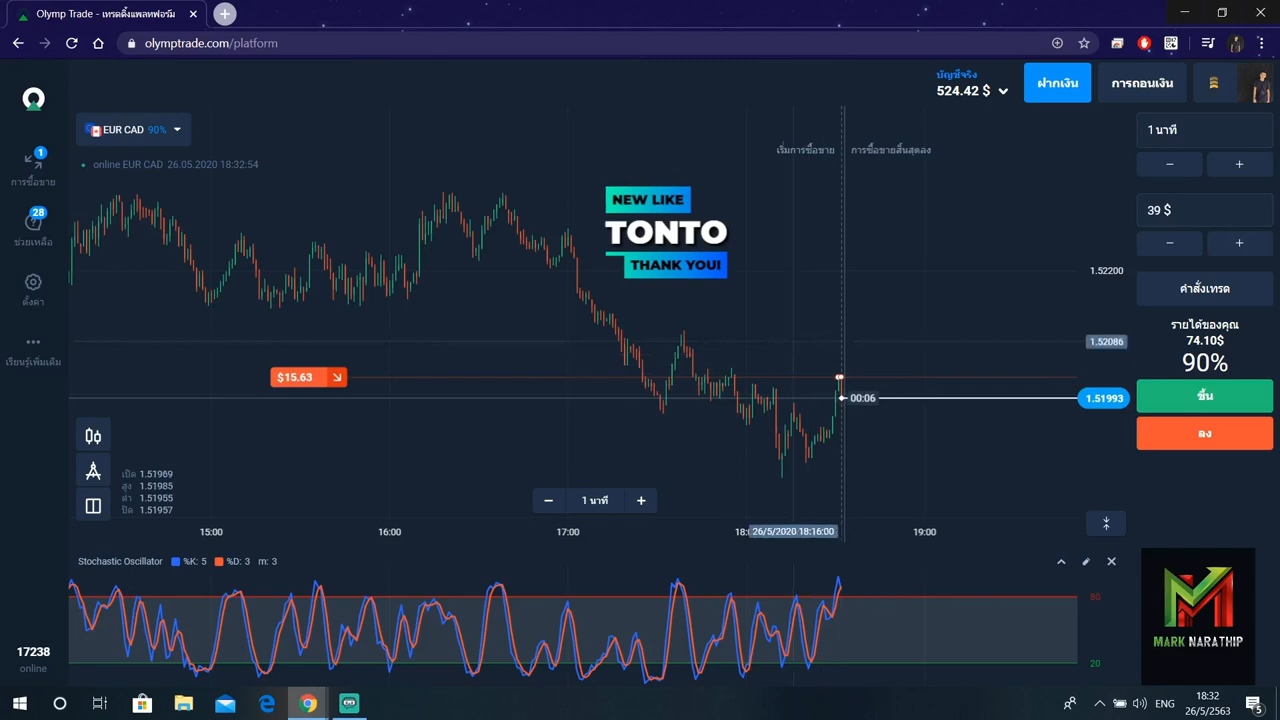 Olymp Trade - เทรดดิ้งแพลทฟอร์ม
olymptrade.com/platform
บัญชีจริง
524.42 $
ฝากเงิน
การถอนเงิน
EUR CAD 90%
online EUR CAD 26.05.2020 18:32:54
เริ่มการซื้อขาย
การซื้อขายสิ้นสุดลง
1
การซื้อขาย
28
ช่วยเหลือ
ตั้งค่า
เรียนรู้เพิ่มเติม
NEW LIKE
TONTO
THANK YOU!
1 นาที
39 $
คำสั่งเทรด
รายได้ของคุณ
74.10$
90%
ขึ้น
ลง
1.52200
1.52086
1.51993
$15.63
00:06
เปิด 1.51969
สูง 1.51985
ต่ำ 1.51955
ปิด 1.51957
1 นาที
15:00
16:00
17:00
18:
26/5/2020 18:16:00
19:00
Stochastic Oscillator %K: 5 %D: 3 m: 3
80
20
MARK NARATHIP
17238
online
ENG
18:32
26/5/2563
5